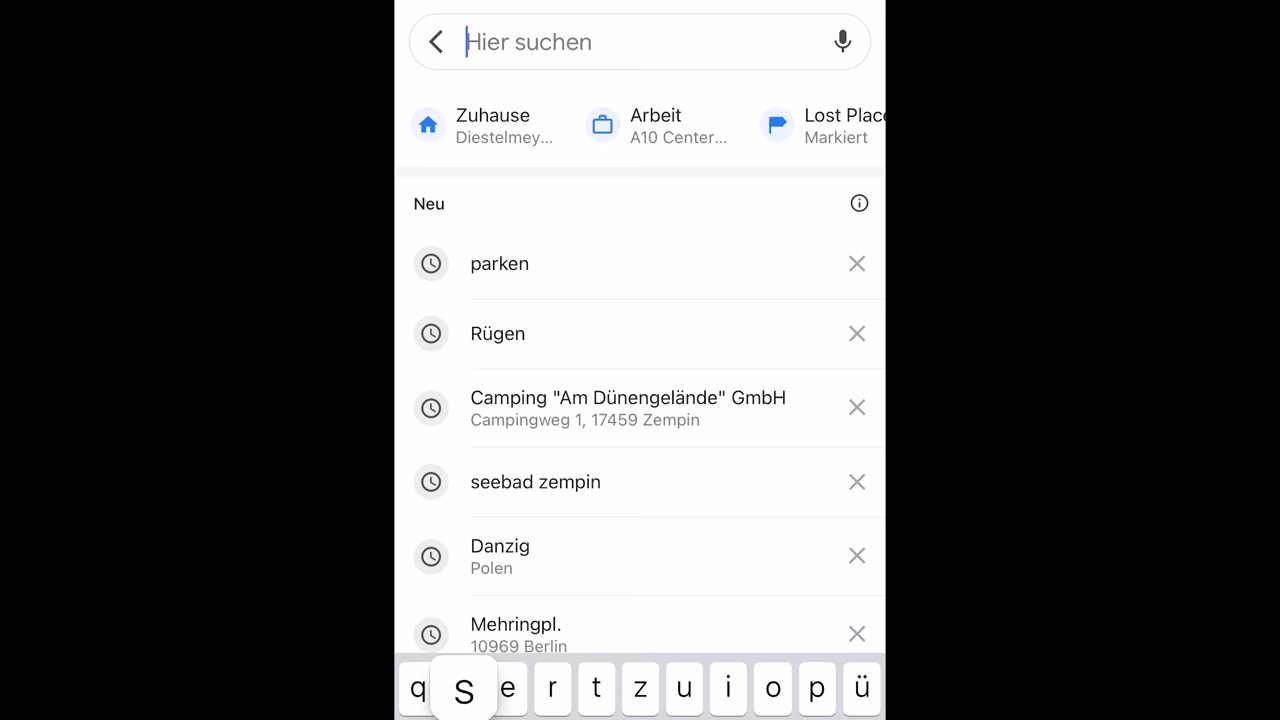 Hier suchen
Zuhause
Diestelmey...
Arbeit
A10 Center...
Lost Place
Markiert
Neu
parken
Rügen
Camping "Am Dünengelände" GmbH
Campingweg 1, 17459 Zempin
seebad zempin
Danzig
Polen
Mehringpl.
10969 Berlin
q s e r t z u i o p ü